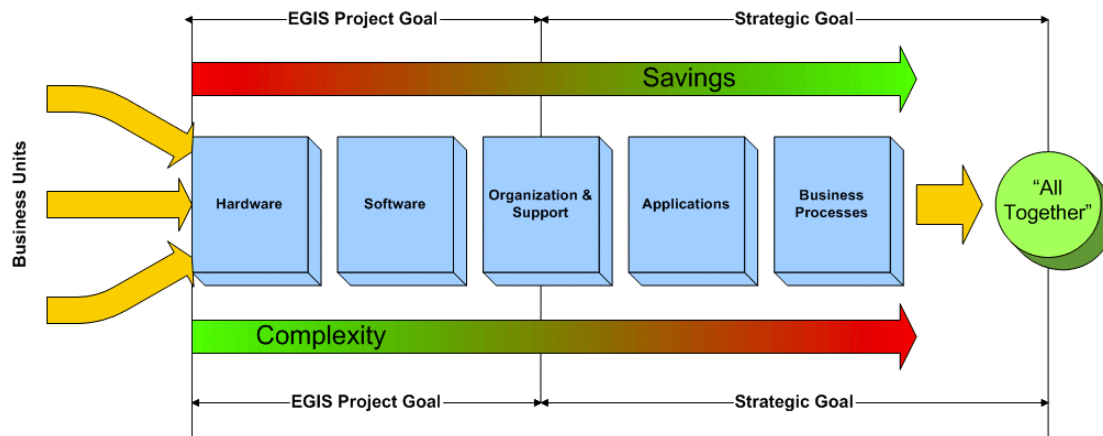 EGIS Project Goal
Strategic Goal
Savings
Business Units
Hardware
Software
Organization &
Support
Applications
Business
Processes
“All
Together”
Complexity
EGIS Project Goal
Strategic Goal